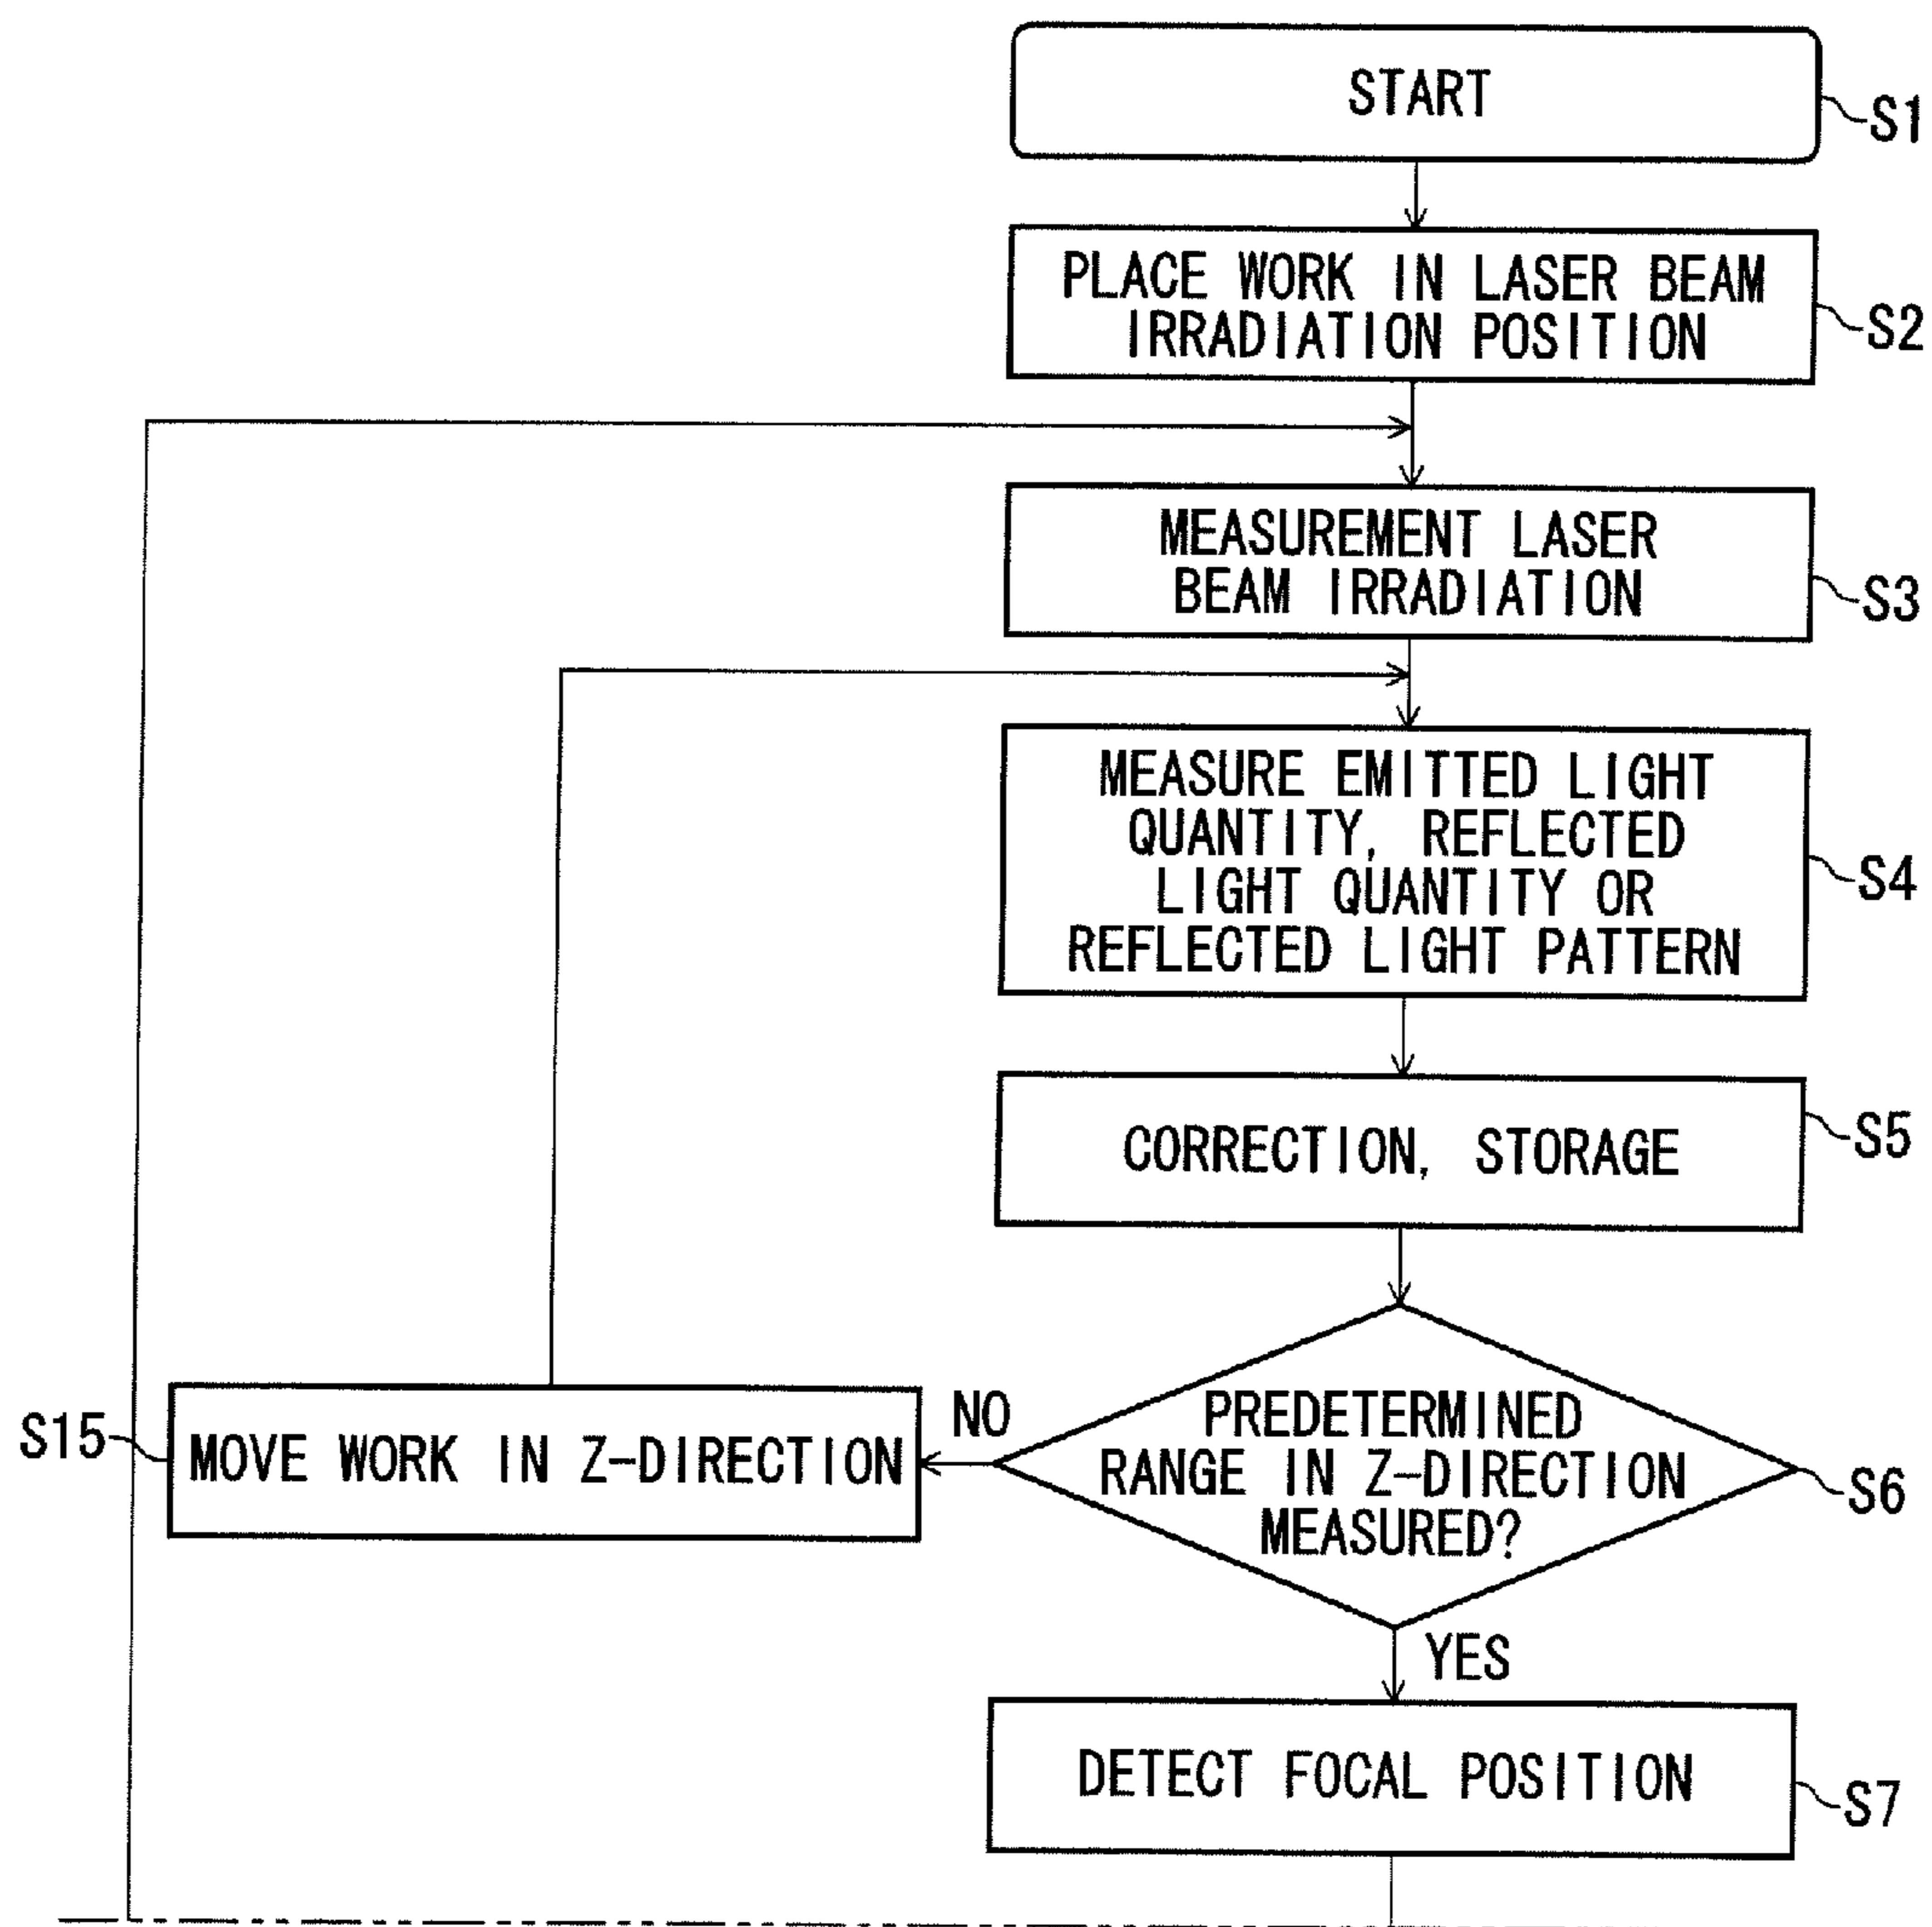 START
S1
PLACE WORK IN LASER BEAM
IRRADIATION POSITION
S2
MEASUREMENT LASER
BEAM IRRADIATION
S3
MEASURE EMITTED LIGHT
QUANTITY, REFLECTED
LIGHT QUANTITY OR
REFLECTED LIGHT PATTERN
S4
CORRECTION, STORAGE
S5
PREDETERMINED
RANGE IN Z-DIRECTION
MEASURED?
S6
NO
S15
MOVE WORK IN Z-DIRECTION
YES
DETECT FOCAL POSITION
S7